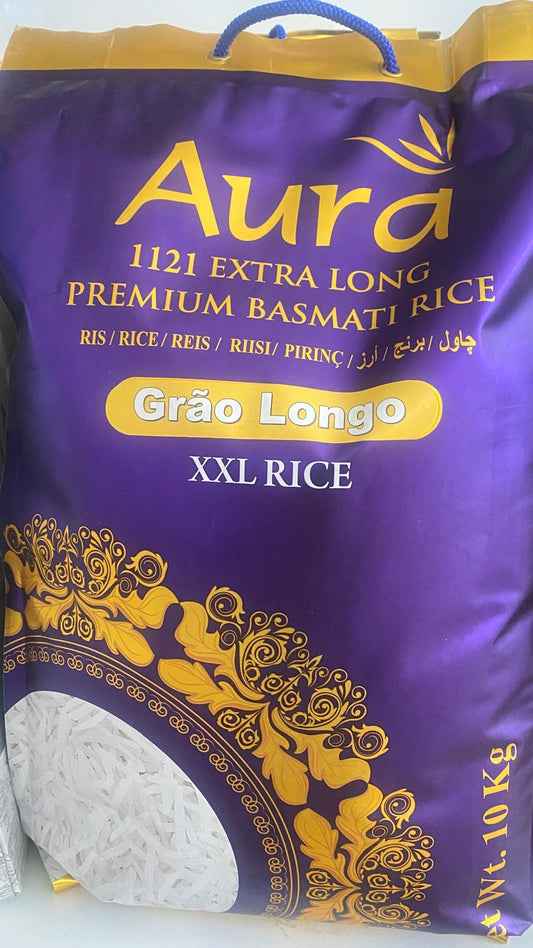 Aura
1121 EXTRA LONG
PREMIUM BASMATI RICE
RIS / RICE / REIS / RIISI / PIRINÇ / أرز / برنج / چاول
Grão Longo
XXL RICE
et Wt. 10 Kg